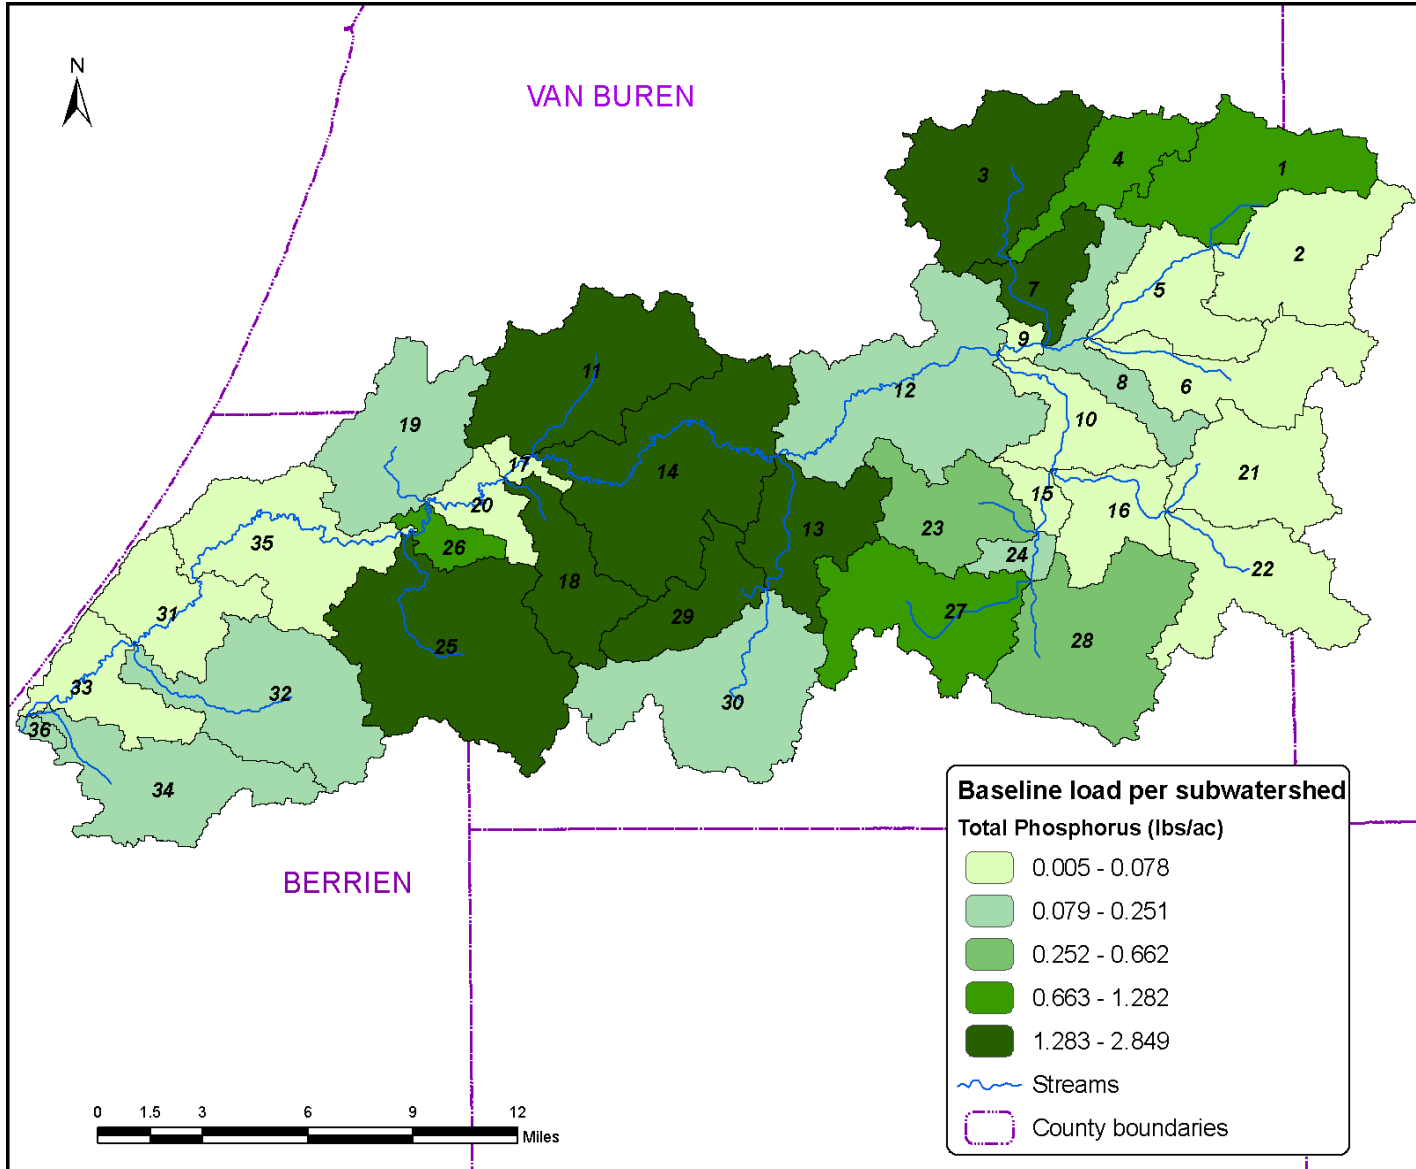 N
VAN BUREN
3
4
1
2
7
5
9
6
8
12
10
11
19
14
17
20
21
15
16
13
23
24
22
26
35
18
29
27
28
31
25
32
30
33
36
34
BERRIEN
Baseline load per subwatershed
Total Phosphorus (lbs/ac)
0.005 - 0.078
0.079 - 0.251
0.252 - 0.662
0.663 - 1.282
1.283 - 2.849
Streams
County boundaries
0 1.5 3 6 9 12
Miles